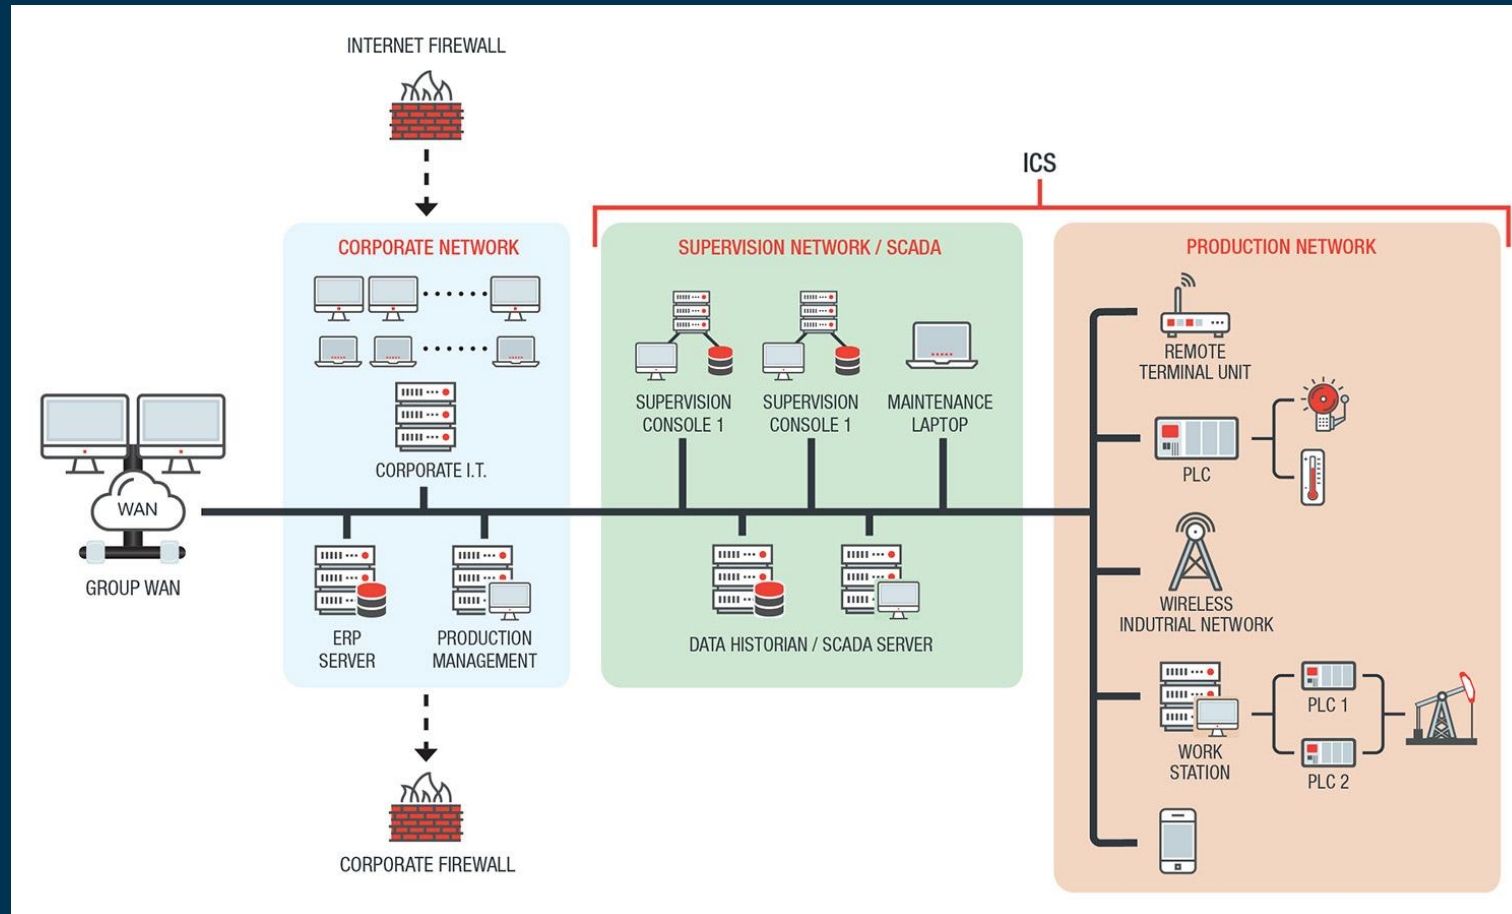 INTERNET FIREWALL
ICS
CORPORATE NETWORK
SUPERVISION NETWORK / SCADA
PRODUCTION NETWORK
REMOTE
TERMINAL UNIT
SUPERVISION
CONSOLE 1
SUPERVISION
CONSOLE 1
MAINTENANCE
LAPTOP
CORPORATE I.T.
PLC
WAN
GROUP WAN
ERP
SERVER
PRODUCTION
MANAGEMENT
DATA HISTORIAN / SCADA SERVER
WIRELESS
INDUTRIAL NETWORK
PLC 1
WORK
STATION
PLC 2
CORPORATE FIREWALL